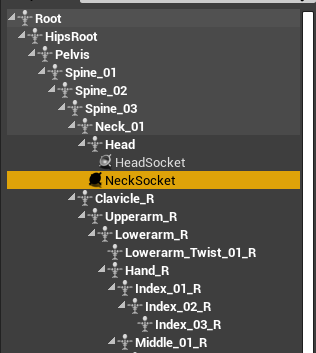 Root
HipsRoot
Pelvis
Spine_01
Spine_02
Spine_03
Neck_01
Head
HeadSocket
NeckSocket
Clavicle_R
Upperarm_R
Lowerarm_R
Lowerarm_Twist_01_R
Hand_R
Index_01_R
Index_02_R
Index_03_R
Middle_01_R